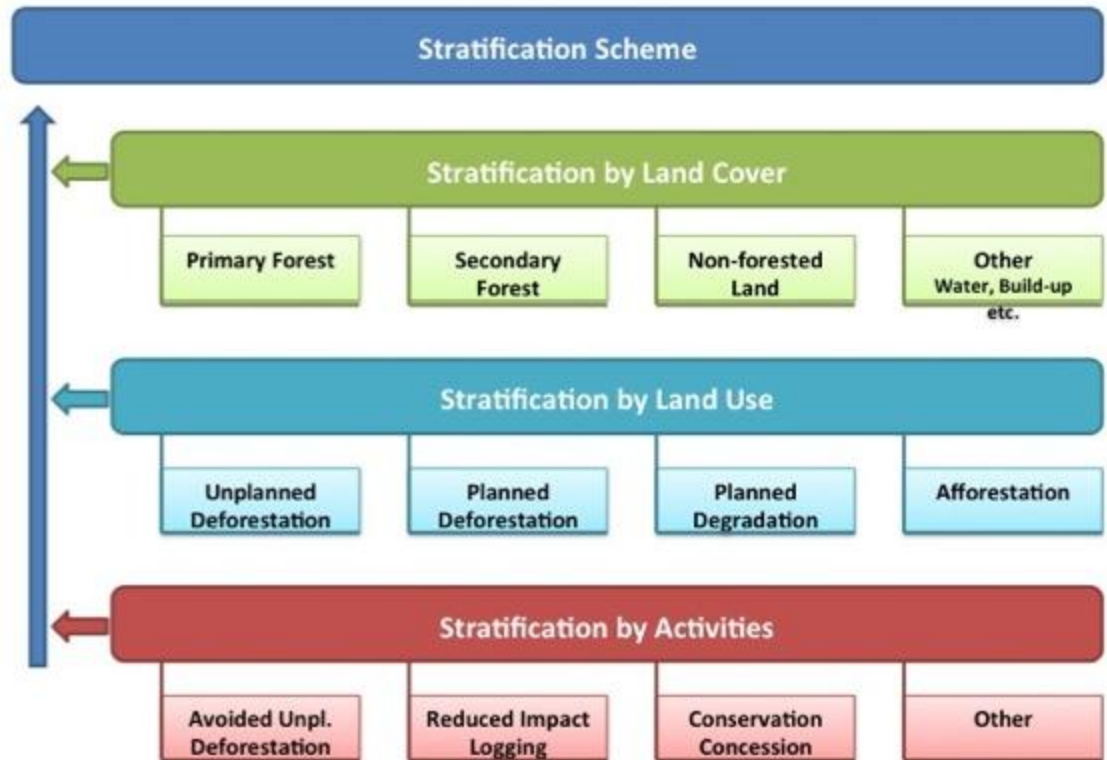 Stratification Scheme
Stratification by Land Cover
Primary Forest
Secondary
Forest
Non-forested
Land
Other
Water, Build-up
etc.
Stratification by Land Use
Unplanned
Deforestation
Planned
Deforestation
Planned
Degradation
Afforestation
Stratification by Activities
Avoided Unpl.
Deforestation
Reduced Impact
Logging
Conservation
Concession
Other